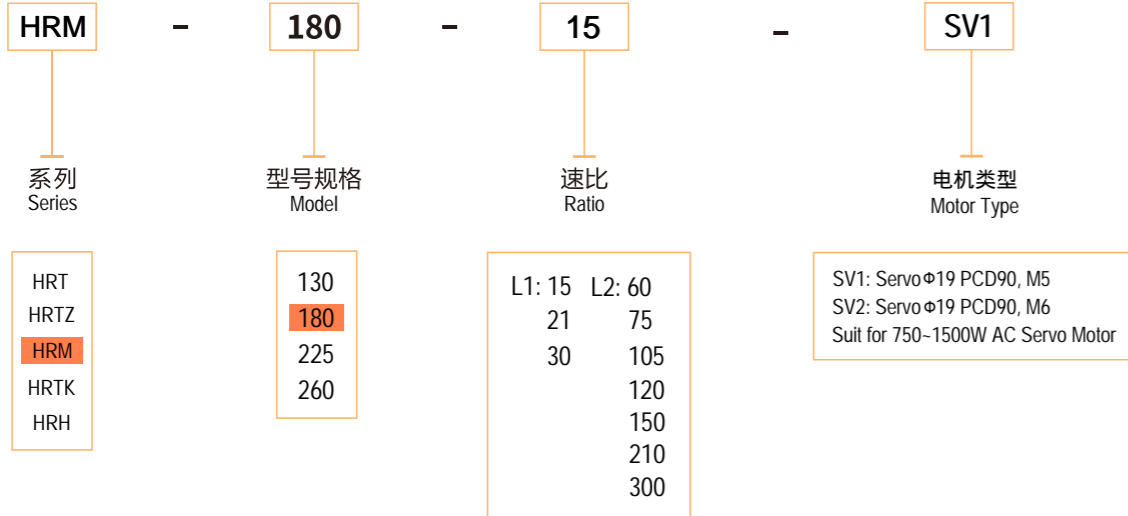 HRM - 180 - 15 - SV1
系列
Series
型号规格
Model
速比
Ratio
电机类型
Motor Type
HRT
HRTZ
HRM
HRTK
HRH
130
180
225
260
L1: 15 L2: 60
21 75
30 105
120
150
210
300
SV1: ServoΦ19 PCD90, M5
SV2: ServoΦ19 PCD90, M6
Suit for 750~1500W AC Servo Motor